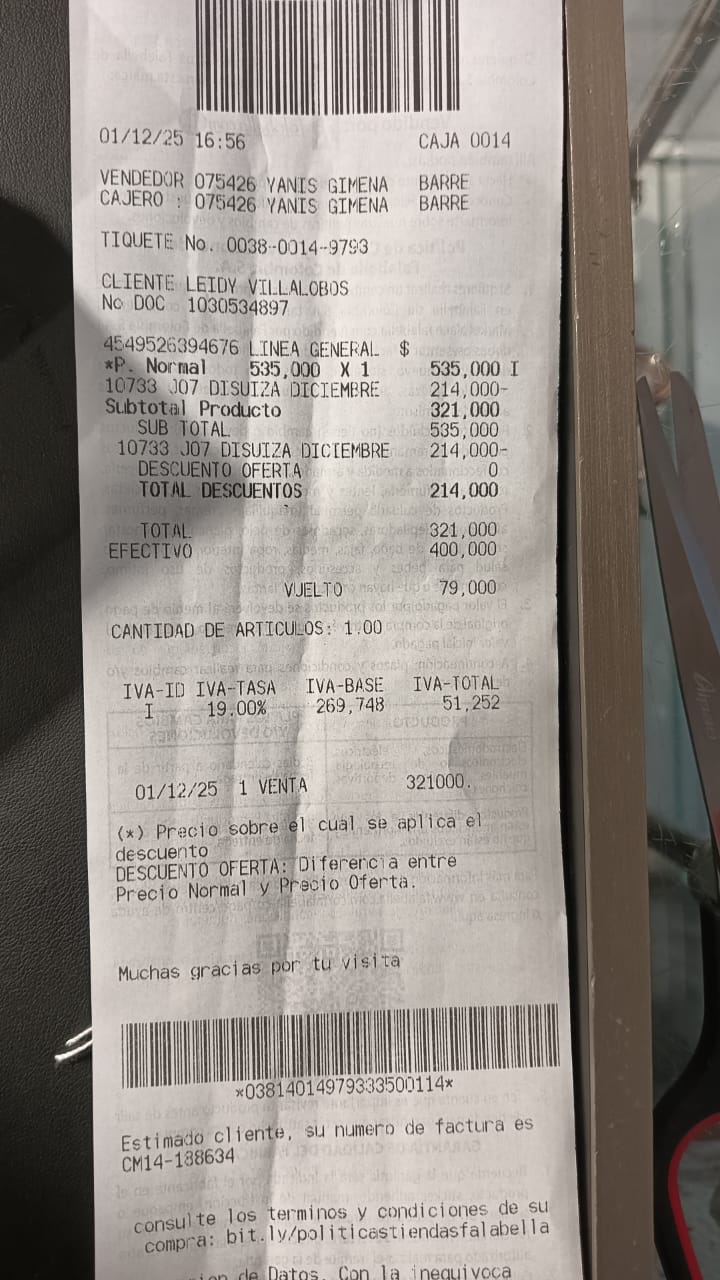 01/12/25 16:56 CAJA 0014
VENDEDOR 075426 YANIS GIMENA BARRE
CAJERO : 075426 YANIS GIMENA BARRE
TIQUETE No. 0038-0014-9793
CLIENTE LEIDY VILLALOBOS
No DOC 1030534897
4549526394676 LINEA GENERAL $
*P. Normal 535,000 X 1 535,000 I
10733 J07 DISUIZA DICIEMBRE 214,000-
Subtotal Producto 321,000
SUB TOTAL 535,000
10733 J07 DISUIZA DICIEMBRE 214,000-
DESCUENTO OFERTA 0
TOTAL DESCUENTOS 214,000
TOTAL 321,000
EFECTIVO 400,000
VUELTO 79,000
CANTIDAD DE ARTICULOS: 1.00
IVA-ID IVA-TASA IVA-BASE IVA-TOTAL
I 19.00% 269,748 51,252
01/12/25 1 VENTA 321000.
(*) Precio sobre el cual se aplica el
descuento
DESCUENTO OFERTA: Diferencia entre
Precio Normal y Precio Oferta.
Muchas gracias por tu visita
*03814014979333500114*
Estimado cliente, su numero de factura es
CM14-188634
consulte los terminos y condiciones de su
compra: bit.ly/politicastiendasfalabella
de Datos. Con la inequivoca